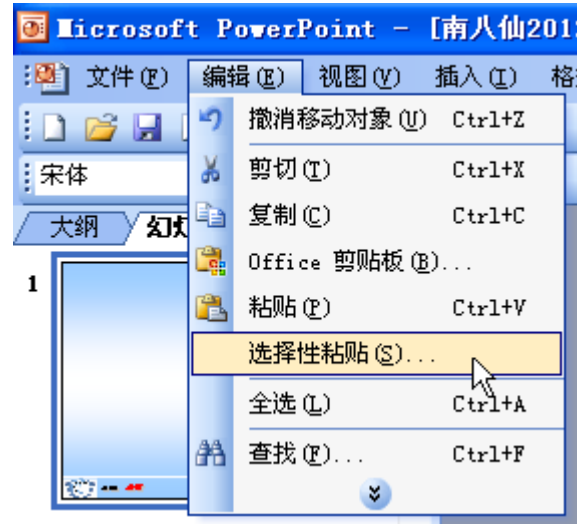 Microsoft PowerPoint - [南八仙201
文件(F) 编辑(E) 视图(V) 插入(I)
撤消移动对象(U) Ctrl+Z
宋体
剪切(T) Ctrl+X
大纲
复制(C) Ctrl+C
Office 剪贴板(B)...
1
粘贴(P) Ctrl+V
选择性粘贴(S)...
全选(L) Ctrl+A
查找(F)... Ctrl+F